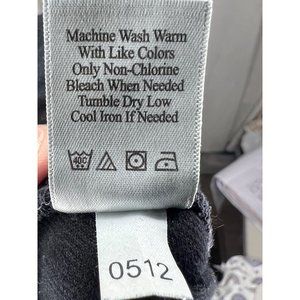 Machine Wash Warm
With Like Colors
Only Non-Chlorine
Bleach When Needed
Tumble Dry Low
Cool Iron If Needed
40C
0512